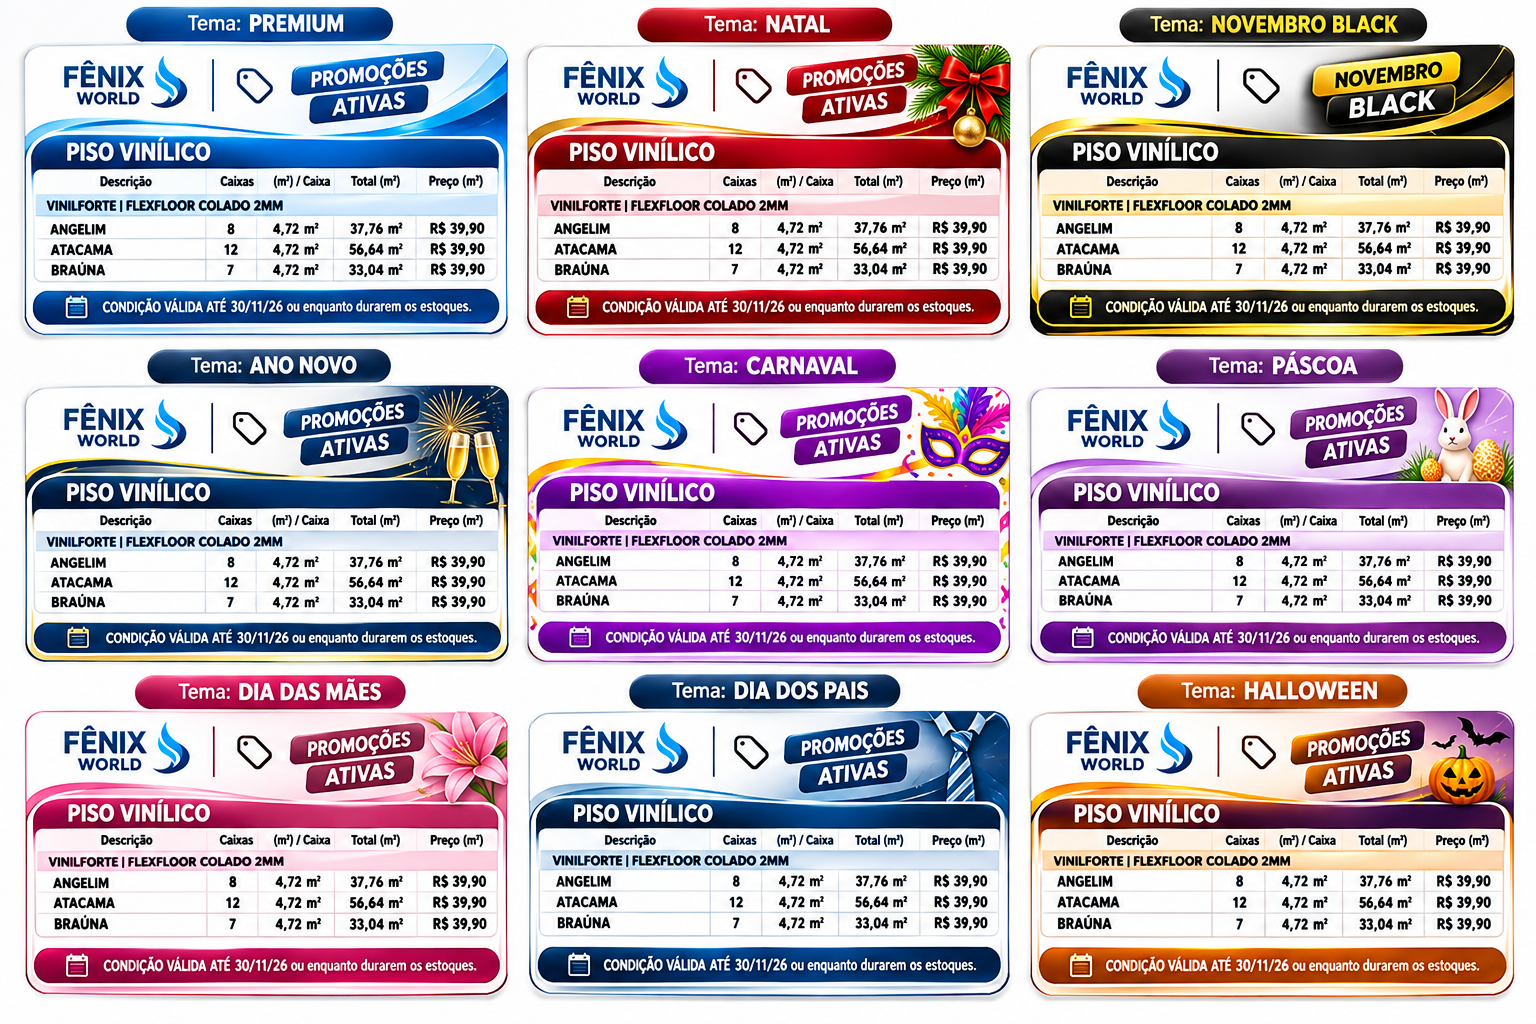 Tema: PREMIUM
FÊNIX
WORLD
PROMOÇÕES
ATIVAS
PISO VINÍLICO
Descrição Caixas (m²) / Caixa Total (m²) Preço (m²)
VINILFORTE | FLEXFLOOR COLADO 2MM
ANGELIM 8 4,72 m² 37,76 m² R$ 39,90
ATACAMA 12 4,72 m² 56,64 m² R$ 39,90
BRAÚNA 7 4,72 m² 33,04 m² R$ 39,90
CONDIÇÃO VÁLIDA ATÉ 30/11/26 ou enquanto durarem os estoques.
Tema: NATAL
FÊNIX
WORLD
PROMOÇÕES
ATIVAS
PISO VINÍLICO
Descrição Caixas (m²) / Caixa Total (m²) Preço (m²)
VINILFORTE | FLEXFLOOR COLADO 2MM
ANGELIM 8 4,72 m² 37,76 m² R$ 39,90
ATACAMA 12 4,72 m² 56,64 m² R$ 39,90
BRAÚNA 7 4,72 m² 33,04 m² R$ 39,90
CONDIÇÃO VÁLIDA ATÉ 30/11/26 ou enquanto durarem os estoques.
Tema: NOVEMBRO BLACK
FÊNIX
WORLD
NOVEMBRO
BLACK
PISO VINÍLICO
Descrição Caixas (m²) / Caixa Total (m²) Preço (m²)
VINILFORTE | FLEXFLOOR COLADO 2MM
ANGELIM 8 4,72 m² 37,76 m² R$ 39,90
ATACAMA 12 4,72 m² 56,64 m² R$ 39,90
BRAÚNA 7 4,72 m² 33,04 m² R$ 39,90
CONDIÇÃO VÁLIDA ATÉ 30/11/26 ou enquanto durarem os estoques.
Tema: ANO NOVO
FÊNIX
WORLD
PROMOÇÕES
ATIVAS
PISO VINÍLICO
Descrição Caixas (m²) / Caixa Total (m²) Preço (m²)
VINILFORTE | FLEXFLOOR COLADO 2MM
ANGELIM 8 4,72 m² 37,76 m² R$ 39,90
ATACAMA 12 4,72 m² 56,64 m² R$ 39,90
BRAÚNA 7 4,72 m² 33,04 m² R$ 39,90
CONDIÇÃO VÁLIDA ATÉ 30/11/26 ou enquanto durarem os estoques.
Tema: CARNAVAL
FÊNIX
WORLD
PROMOÇÕES
ATIVAS
PISO VINÍLICO
Descrição Caixas (m²) / Caixa Total (m²) Preço (m²)
VINILFORTE | FLEXFLOOR COLADO 2MM
ANGELIM 8 4,72 m² 37,76 m² R$ 39,90
ATACAMA 12 4,72 m² 56,64 m² R$ 39,90
BRAÚNA 7 4,72 m² 33,04 m² R$ 39,90
CONDIÇÃO VÁLIDA ATÉ 30/11/26 ou enquanto durarem os estoques.
Tema: PÁSCOA
FÊNIX
WORLD
PROMOÇÕES
ATIVAS
PISO VINÍLICO
Descrição Caixas (m²) / Caixa Total (m²) Preço (m²)
VINILFORTE | FLEXFLOOR COLADO 2MM
ANGELIM 8 4,72 m² 37,76 m² R$ 39,90
ATACAMA 12 4,72 m² 56,64 m² R$ 39,90
BRAÚNA 7 4,72 m² 33,04 m² R$ 39,90
CONDIÇÃO VÁLIDA ATÉ 30/11/26 ou enquanto durarem os estoques.
Tema: DIA DAS MÃES
FÊNIX
WORLD
PROMOÇÕES
ATIVAS
PISO VINÍLICO
Descrição Caixas (m²) / Caixa Total (m²) Preço (m²)
VINILFORTE | FLEXFLOOR COLADO 2MM
ANGELIM 8 4,72 m² 37,76 m² R$ 39,90
ATACAMA 12 4,72 m² 56,64 m² R$ 39,90
BRAÚNA 7 4,72 m² 33,04 m² R$ 39,90
CONDIÇÃO VÁLIDA ATÉ 30/11/26 ou enquanto durarem os estoques.
Tema: DIA DOS PAIS
FÊNIX
WORLD
PROMOÇÕES
ATIVAS
PISO VINÍLICO
Descrição Caixas (m²) / Caixa Total (m²) Preço (m²)
VINILFORTE | FLEXFLOOR COLADO 2MM
ANGELIM 8 4,72 m² 37,76 m² R$ 39,90
ATACAMA 12 4,72 m² 56,64 m² R$ 39,90
BRAÚNA 7 4,72 m² 33,04 m² R$ 39,90
CONDIÇÃO VÁLIDA ATÉ 30/11/26 ou enquanto durarem os estoques.
Tema: HALLOWEEN
FÊNIX
WORLD
PROMOÇÕES
ATIVAS
PISO VINÍLICO
Descrição Caixas (m²) / Caixa Total (m²) Preço (m²)
VINILFORTE | FLEXFLOOR COLADO 2MM
ANGELIM 8 4,72 m² 37,76 m² R$ 39,90
ATACAMA 12 4,72 m² 56,64 m² R$ 39,90
BRAÚNA 7 4,72 m² 33,04 m² R$ 39,90
CONDIÇÃO VÁLIDA ATÉ 30/11/26 ou enquanto durarem os estoques.